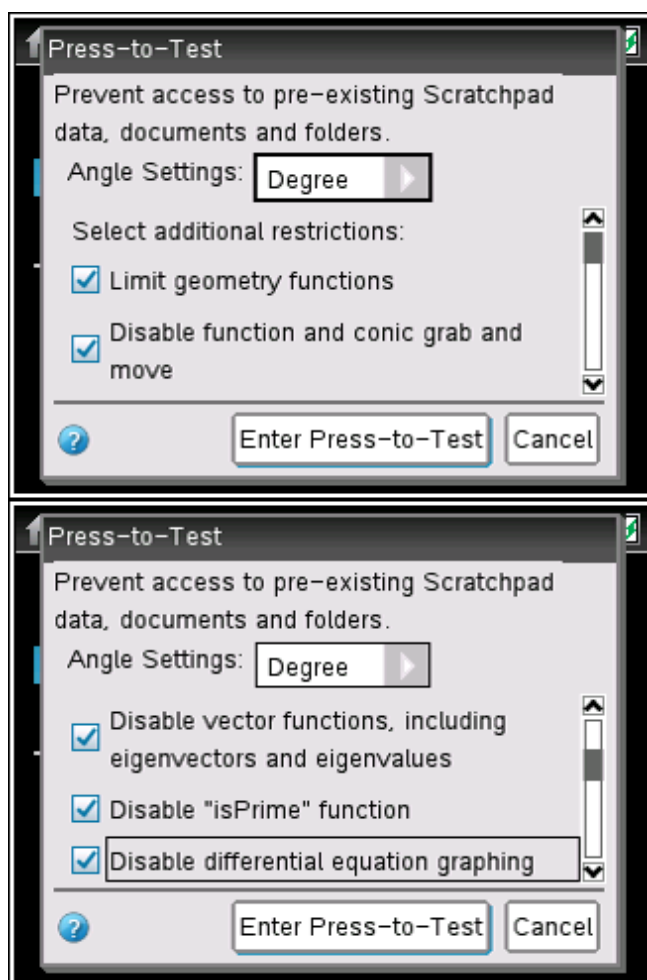 Press-to-Test
Prevent access to pre-existing Scratchpad
data, documents and folders.
Angle Settings: Degree
Select additional restrictions:
Limit geometry functions
Disable function and conic grab and
move
? Enter Press-to-Test Cancel
Press-to-Test
Prevent access to pre-existing Scratchpad
data, documents and folders.
Angle Settings: Degree
Disable vector functions, including
eigenvectors and eigenvalues
Disable "isPrime" function
Disable differential equation graphing
? Enter Press-to-Test Cancel